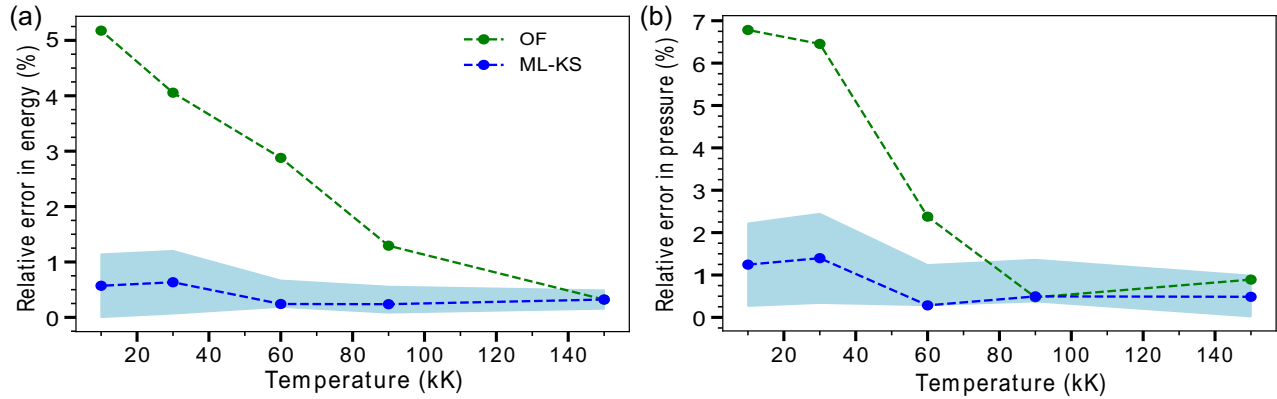 (a)
Relative error in energy (%)
5
4
3
2
1
0
OF
ML-KS
20 40 60 80 100 120 140
Temperature (kK)
(b)
Relative error in pressure (%)
7
6
5
4
3
2
1
0
20 40 60 80 100 120 140
Temperature (kK)